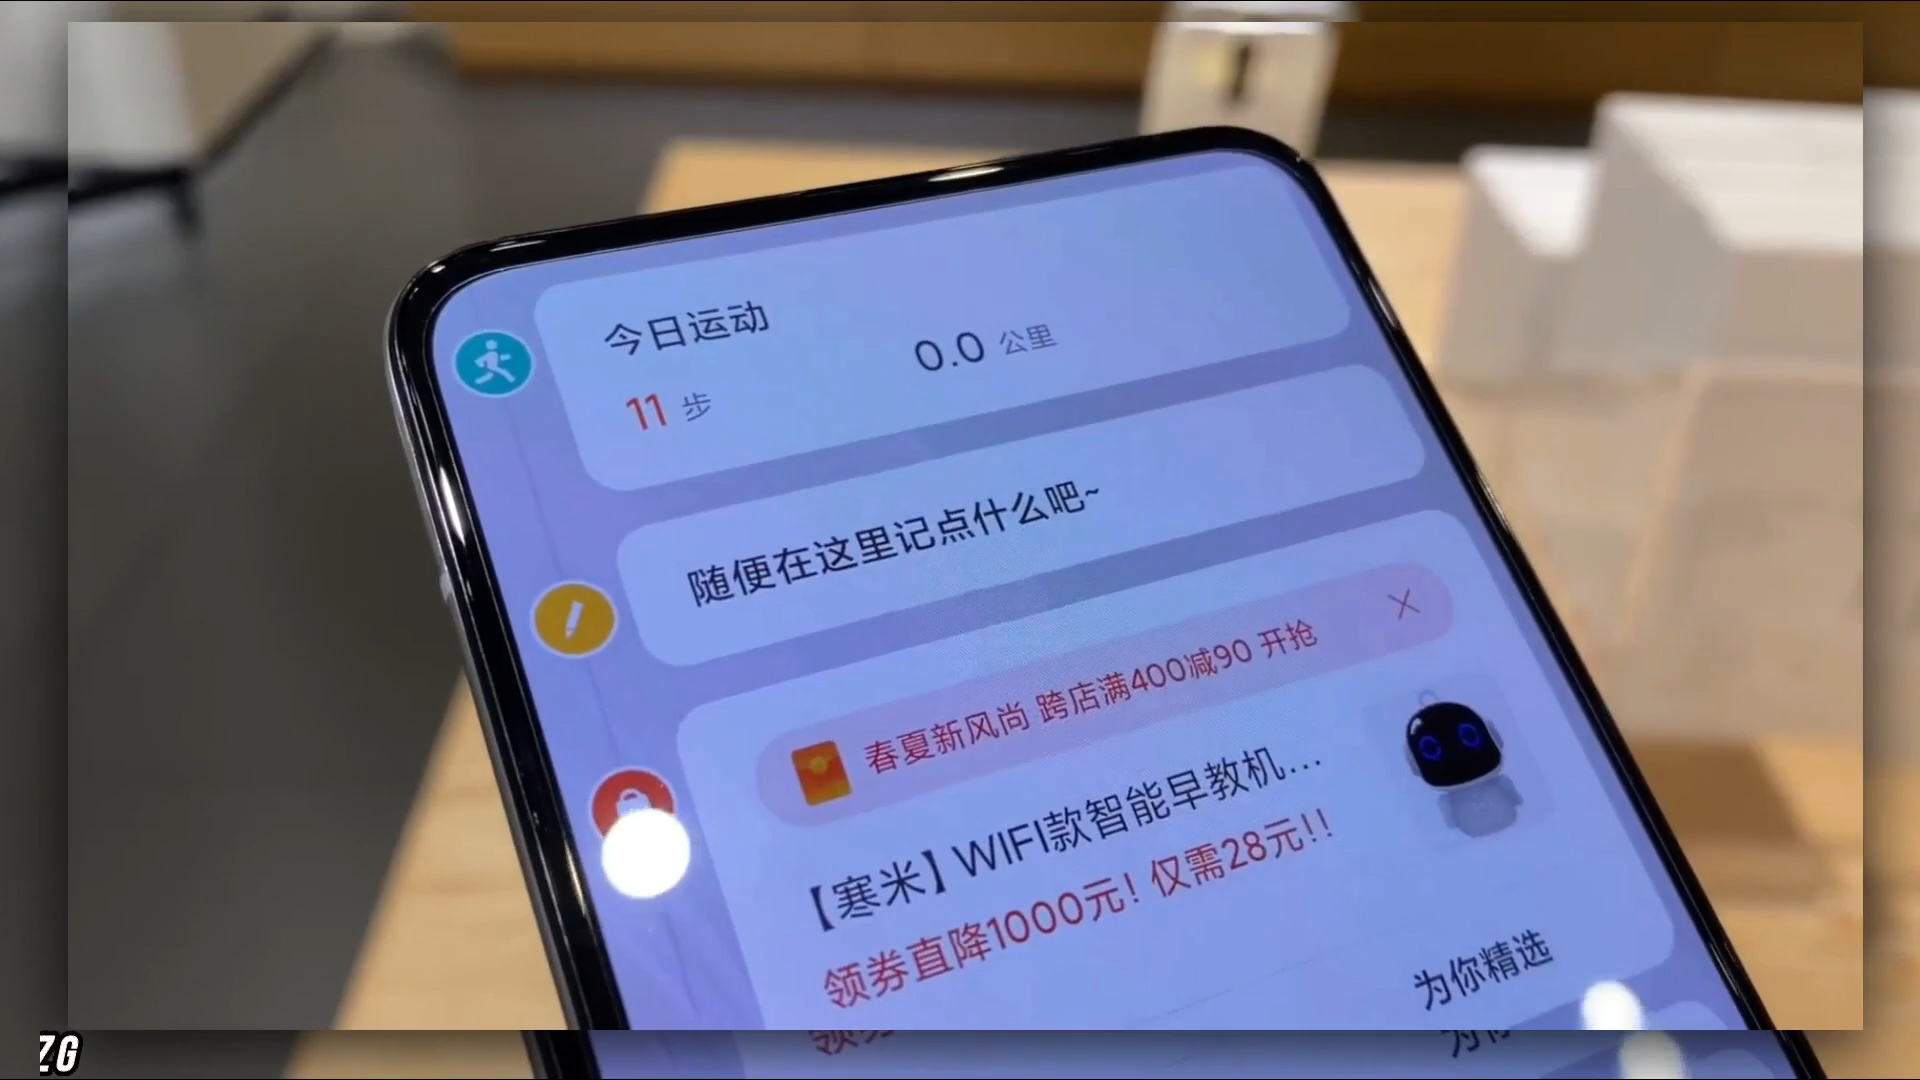 今日运动
0.0 公里
11 步
随便在这里记点什么吧~
春夏新风尚 跨店满400减90 开抢
【寒米】WIFI款智能早教机...
领券直降1000元! 仅需28元!!
为你精选
ZG